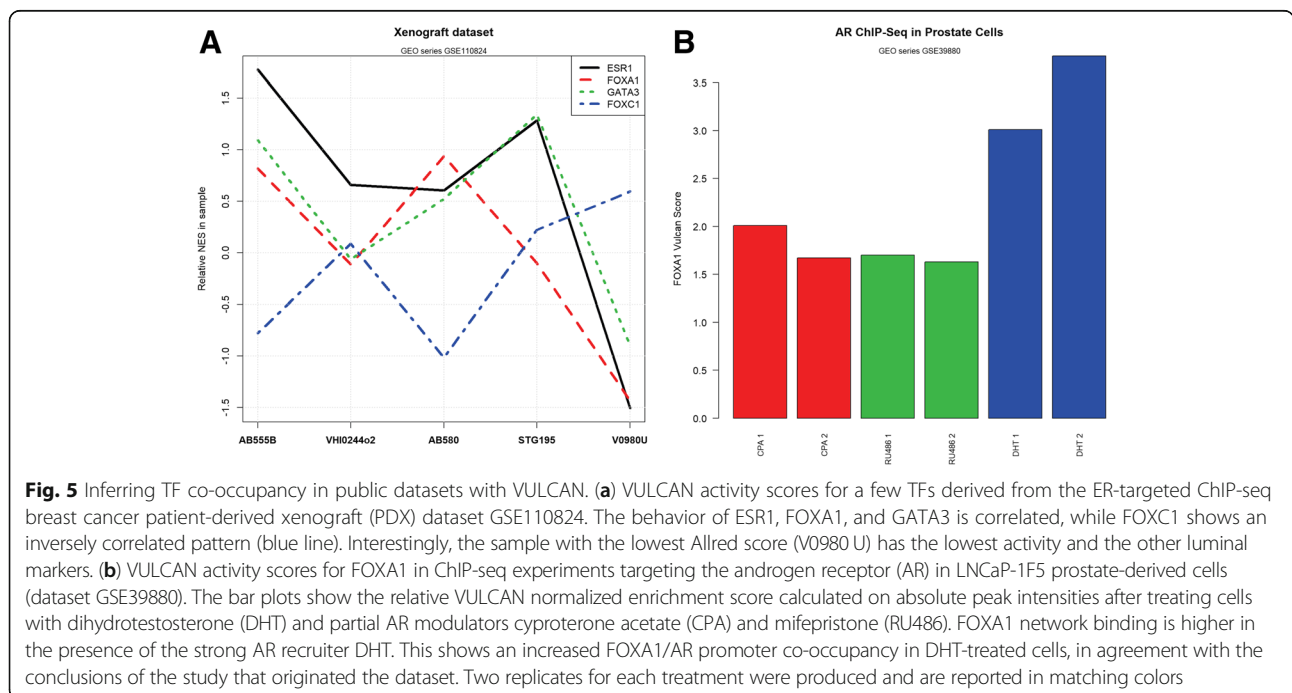 A
Xenograft dataset
GEO series GSE110824
ESR1
FOXA1
GATA3
FOXC1
Relative NES in sample
1.5
1.0
0.5
0.0
-0.5
-1.0
-1.5
AB555B
VHI0244o2
AB580
STG195
V0980U
B
AR ChIP-Seq in Prostate Cells
GEO series GSE39880
FOXA1 Vulcan Score
3.5
3.0
2.5
2.0
1.5
1.0
0.5
0.0
CPA 1
CPA 2
RU486 1
RU486 2
DHT 1
DHT 2
Fig. 5 Inferring TF co-occupancy in public datasets with VULCAN. (a) VULCAN activity scores for a few TFs derived from the ER-targeted ChIP-seq
breast cancer patient-derived xenograft (PDX) dataset GSE110824. The behavior of ESR1, FOXA1, and GATA3 is correlated, while FOXC1 shows an
inversely correlated pattern (blue line). Interestingly, the sample with the lowest Allred score (V0980 U) has the lowest activity and the other luminal
markers. (b) VULCAN activity scores for FOXA1 in ChIP-seq experiments targeting the androgen receptor (AR) in LNCaP-1F5 prostate-derived cells
(dataset GSE39880). The bar plots show the relative VULCAN normalized enrichment score calculated on absolute peak intensities after treating cells
with dihydrotestosterone (DHT) and partial AR modulators cyproterone acetate (CPA) and mifepristone (RU486). FOXA1 network binding is higher in
the presence of the strong AR recruiter DHT. This shows an increased FOXA1/AR promoter co-occupancy in DHT-treated cells, in agreement with the
conclusions of the study that originated the dataset. Two replicates for each treatment were produced and are reported in matching colors